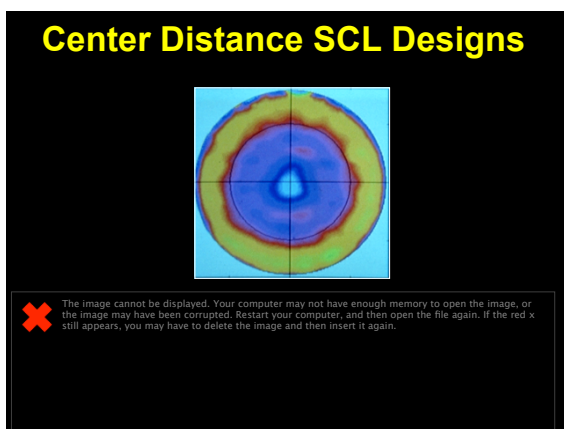 Center Distance SCL Designs
The image cannot be displayed. Your computer may not have enough memory to open the image, or
the image may have been corrupted. Restart your computer, and then open the file again. If the red x
still appears, you may have to delete the image and then insert it again.